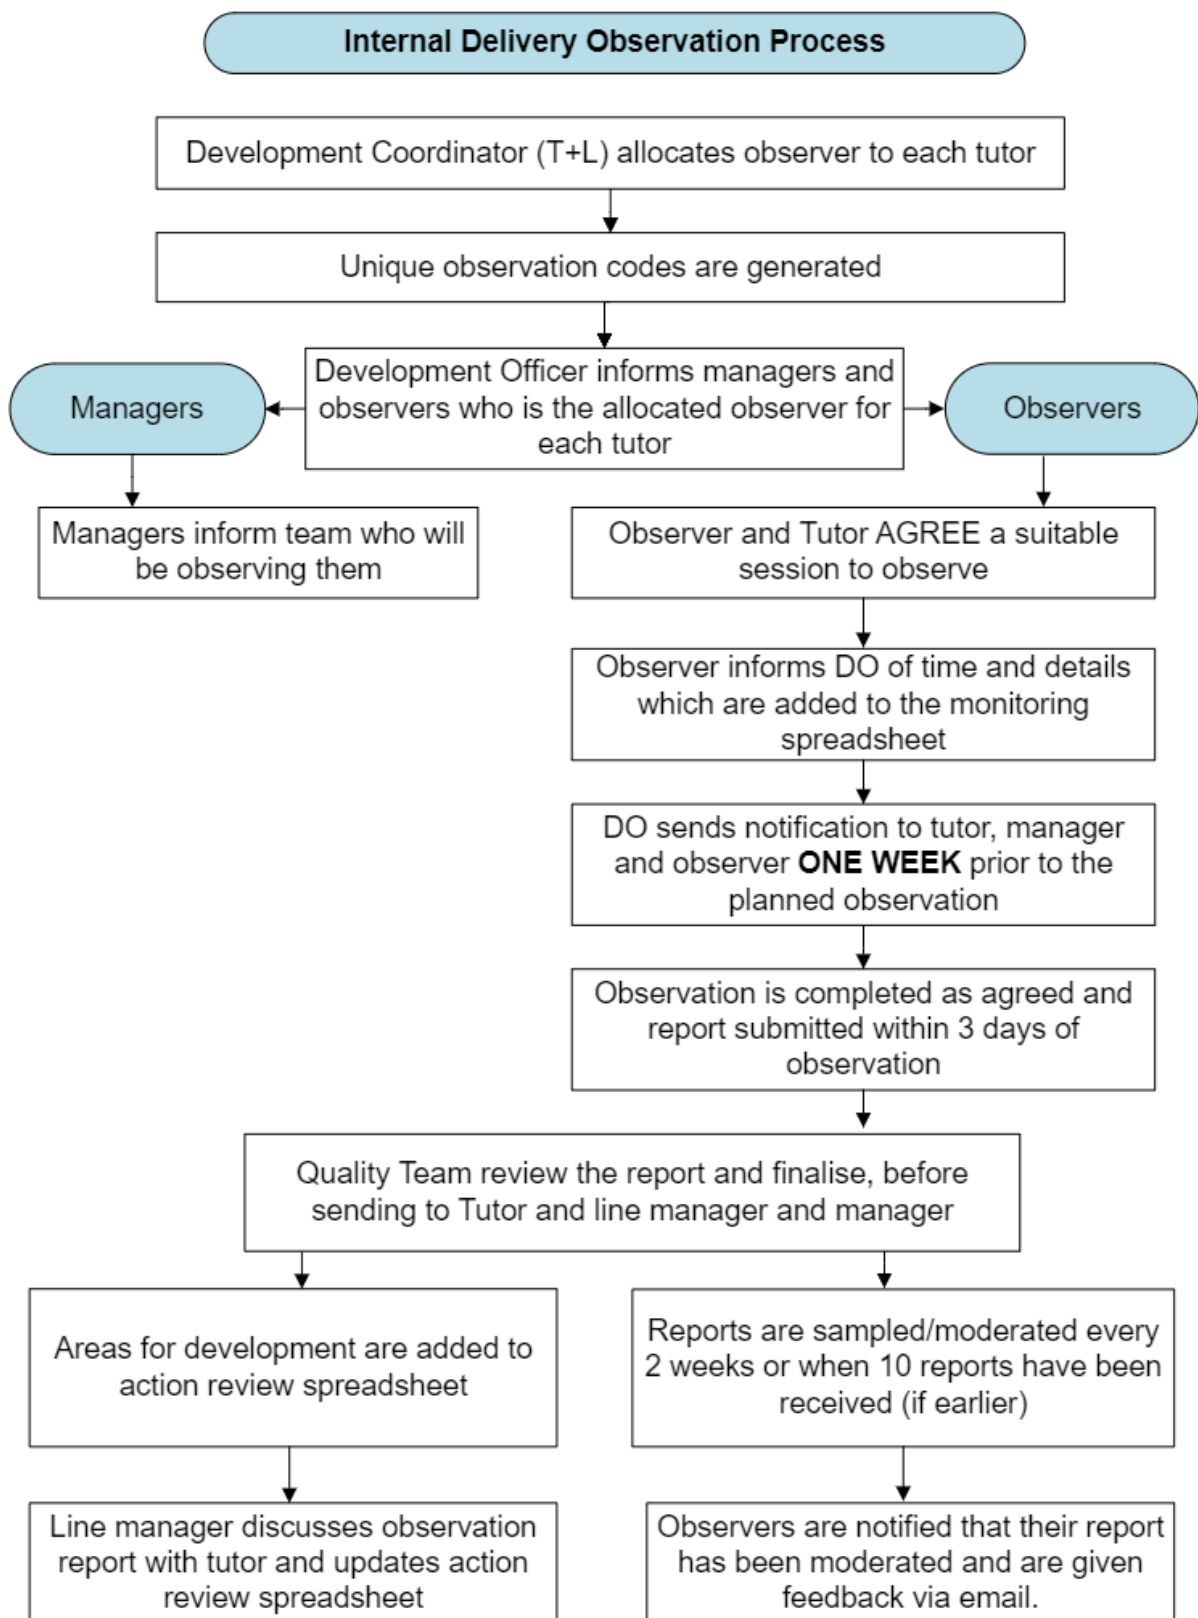 Internal Delivery Observation Process
Development Coordinator (T+L) allocates observer to each tutor
Unique observation codes are generated
Development Officer informs managers and
observers who is the allocated observer for
each tutor
Managers
Observers
Managers inform team who will
be observing them
Observer and Tutor AGREE a suitable
session to observe
Observer informs DO of time and details
which are added to the monitoring
spreadsheet
DO sends notification to tutor, manager
and observer ONE WEEK prior to the
planned observation
Observation is completed as agreed and
report submitted within 3 days of
observation
Quality Team review the report and finalise, before
sending to Tutor and line manager and manager
Areas for development are added to
action review spreadsheet
Reports are sampled/moderated every
2 weeks or when 10 reports have been
received (if earlier)
Line manager discusses observation
report with tutor and updates action
review spreadsheet
Observers are notified that their report
has been moderated and are given
feedback via email.